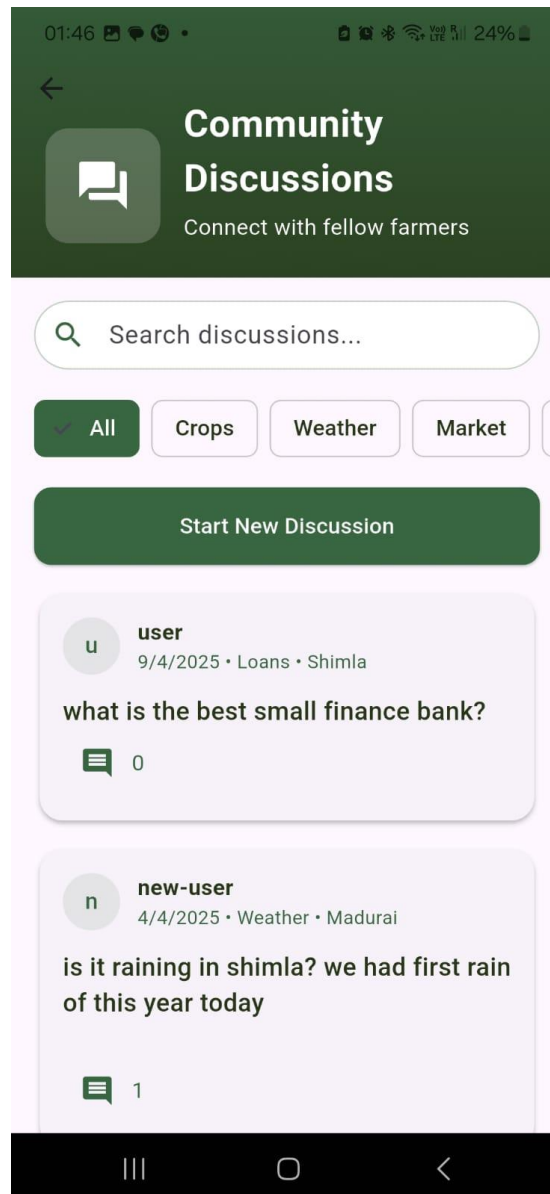 01:46
Vo) R
LTE 24%
Community
Discussions
Connect with fellow farmers
Search discussions...
All Crops Weather Market
Start New Discussion
u user
9/4/2025 • Loans • Shimla
what is the best small finance bank?
0
n new-user
4/4/2025 • Weather • Madurai
is it raining in shimla? we had first rain
of this year today
1